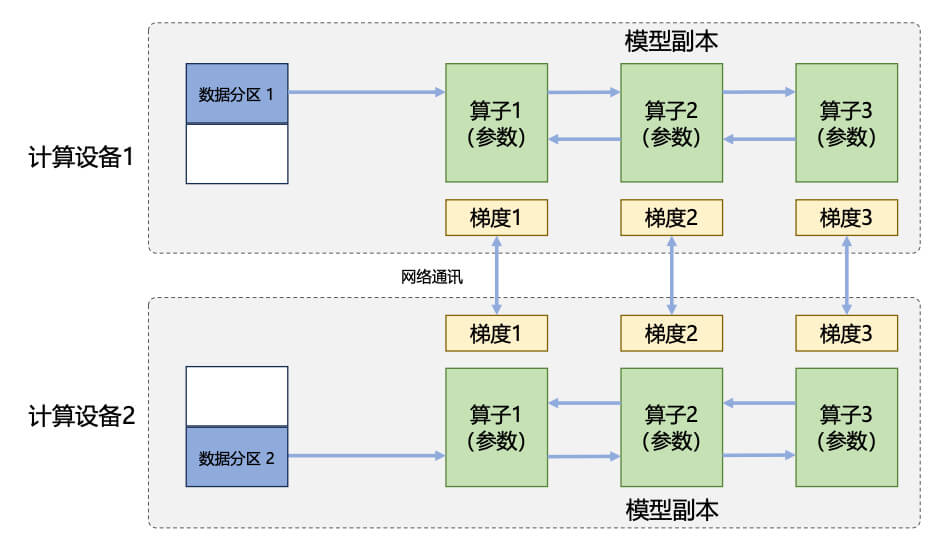 模型副本
数据分区 1
算子1
（参数）
算子2
（参数）
算子3
（参数）
计算设备1
梯度1
梯度2
梯度3
网络通讯
梯度1
梯度2
梯度3
计算设备2
算子1
（参数）
算子2
（参数）
算子3
（参数）
数据分区 2
模型副本